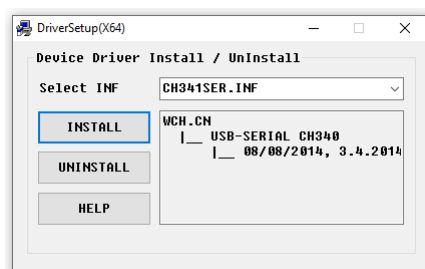 DriverSetup(X64)
Device Driver Install / UnInstall
Select INF
CH341SER.INF
INSTALL
UNINSTALL
HELP
WCH.CN
|__ USB-SERIAL CH340
|__ 08/08/2014, 3.4.2014